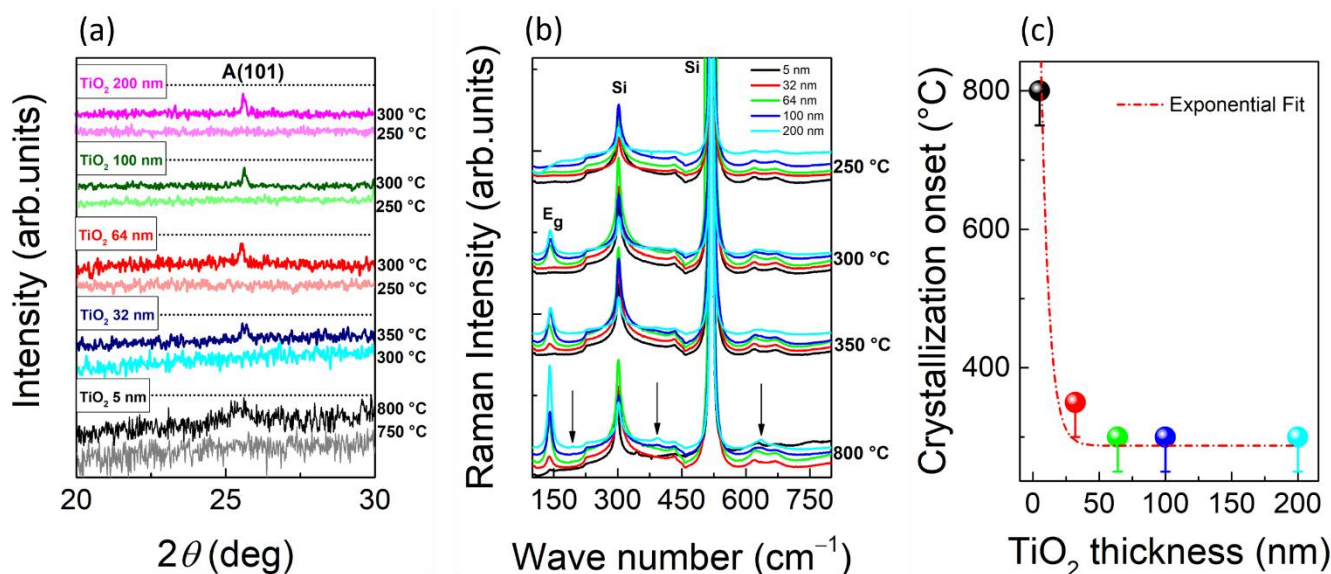 (a)
A(101)
TiO₂ 200 nm
300 °C
250 °C
TiO₂ 100 nm
300 °C
250 °C
TiO₂ 64 nm
300 °C
250 °C
TiO₂ 32 nm
350 °C
300 °C
TiO₂ 5 nm
800 °C
750 °C
20
25
30
2θ (deg)
Intensity (arb.units)
(b)
Si
Si
5 nm
32 nm
64 nm
100 nm
200 nm
250 °C
Eg
300 °C
350 °C
800 °C
150
300
450
600
750
Wave number (cm⁻¹)
Raman Intensity (arb.units)
(c)
Exponential Fit
800
600
400
0
50
100
150
200
TiO₂ thickness (nm)
Crystallization onset (°C)